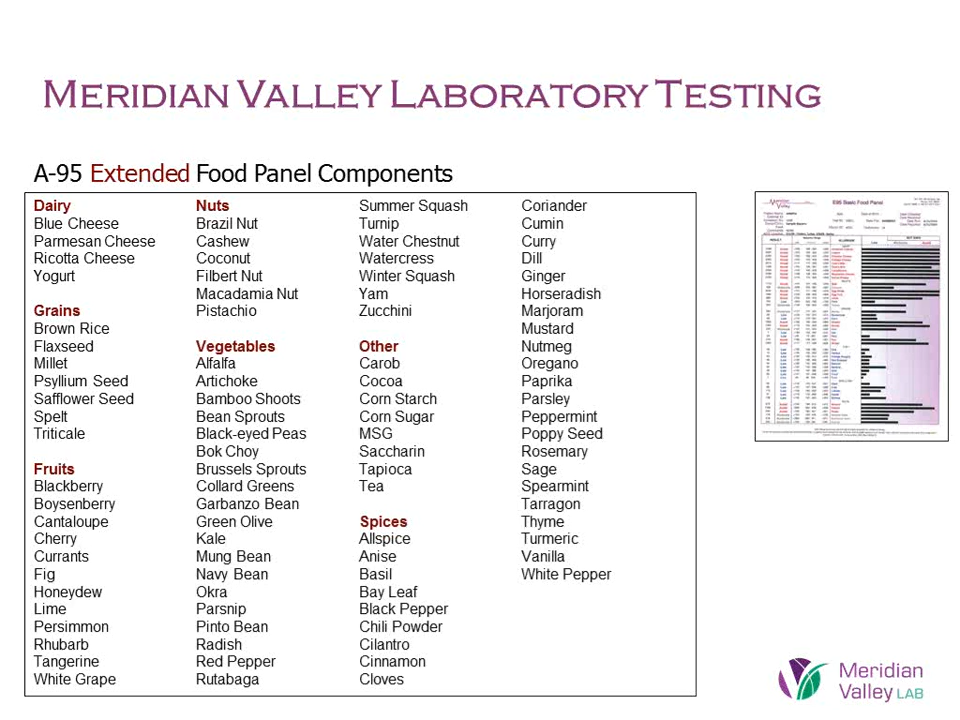 MERIDIAN VALLEY LABORATORY TESTING
A-95 Extended Food Panel Components
Dairy
Blue Cheese
Parmesan Cheese
Ricotta Cheese
Yogurt
Grains
Brown Rice
Flaxseed
Millet
Psyllium Seed
Safflower Seed
Spelt
Triticale
Fruits
Blackberry
Boysenberry
Cantaloupe
Cherry
Currants
Fig
Honeydew
Lime
Persimmon
Rhubarb
Tangerine
White Grape
Nuts
Brazil Nut
Cashew
Coconut
Filbert Nut
Macadamia Nut
Pistachio
Vegetables
Alfalfa
Artichoke
Bamboo Shoots
Bean Sprouts
Black-eyed Peas
Bok Choy
Brussels Sprouts
Collard Greens
Garbanzo Bean
Green Olive
Kale
Mung Bean
Navy Bean
Okra
Parsnip
Pinto Bean
Radish
Red Pepper
Rutabaga
Summer Squash
Turnip
Water Chestnut
Watercress
Winter Squash
Yam
Zucchini
Other
Carob
Cocoa
Corn Starch
Corn Sugar
MSG
Saccharin
Tapioca
Tea
Spices
Allspice
Anise
Basil
Bay Leaf
Black Pepper
Chili Powder
Cilantro
Cinnamon
Cloves
Coriander
Cumin
Curry
Dill
Ginger
Horseradish
Marjoram
Mustard
Nutmeg
Oregano
Paprika
Parsley
Peppermint
Poppy Seed
Rosemary
Sage
Spearmint
Tarragon
Thyme
Turmeric
Vanilla
White Pepper
Basic Food Panel
Meridian
Valley LAB